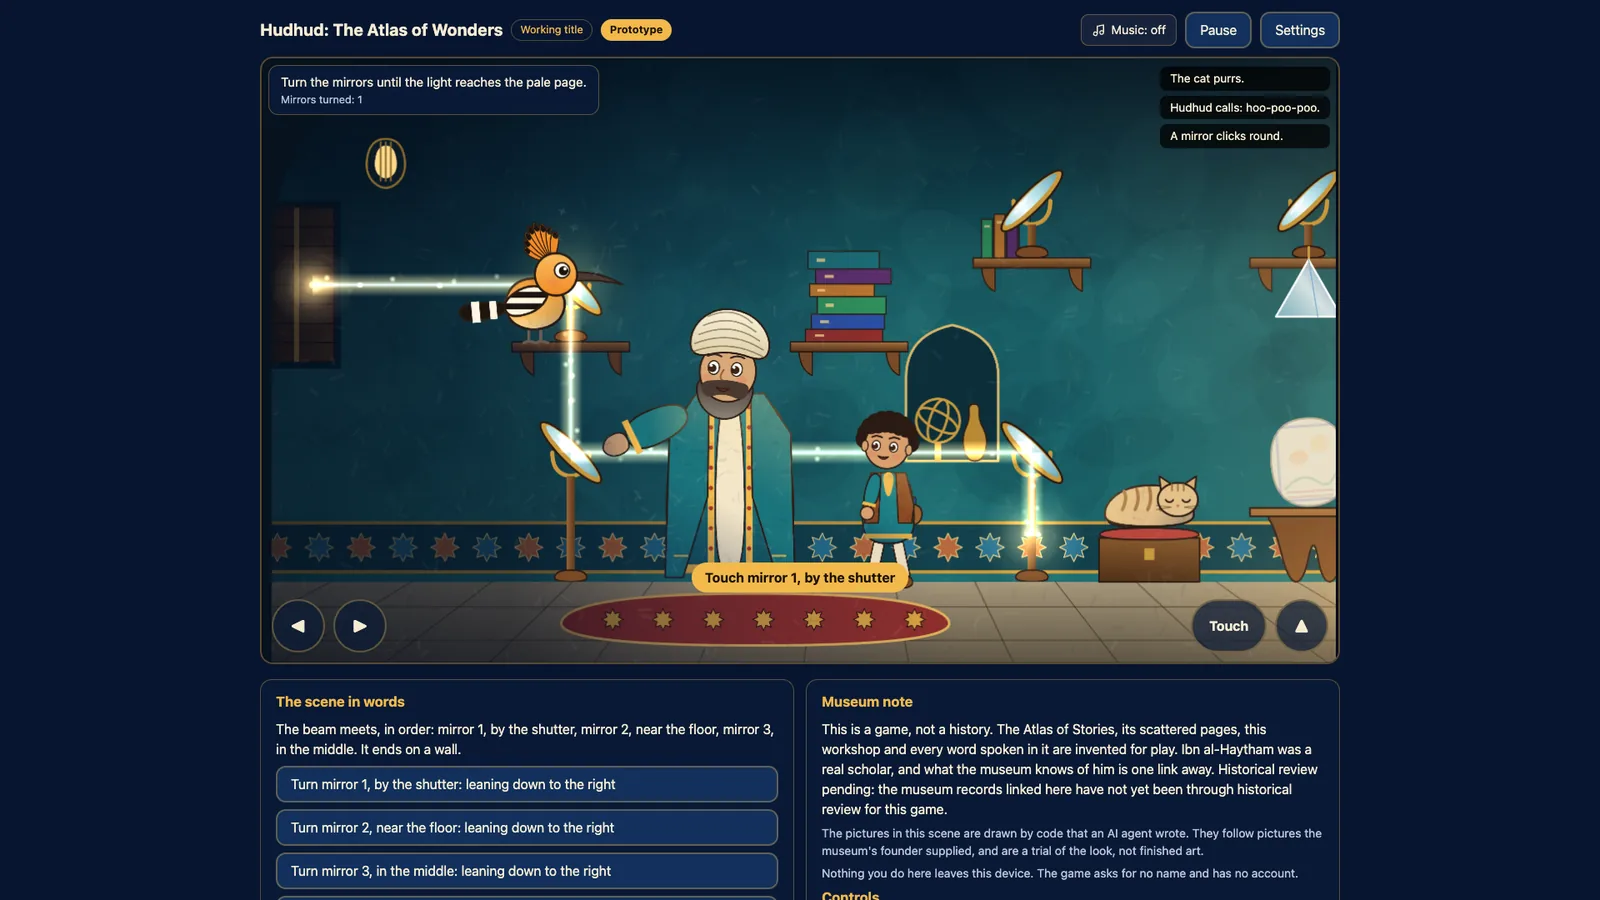 Hudhud: The Atlas of Wonders
Working title
Prototype
Music: off
Pause
Settings
Turn the mirrors until the light reaches the pale page.
Mirrors turned: 1
The cat purrs.
Hudhud calls: hoo-poo-poo.
A mirror clicks round.
Touch mirror 1, by the shutter
Touch
The scene in words
The beam meets, in order: mirror 1, by the shutter, mirror 2, near the floor, mirror 3,
in the middle. It ends on a wall.
Turn mirror 1, by the shutter: leaning down to the right
Turn mirror 2, near the floor: leaning down to the right
Turn mirror 3, in the middle: leaning down to the right
Museum note
This is a game, not a history. The Atlas of Stories, its scattered pages, this
workshop and every word spoken in it are invented for play. Ibn al-Haytham was a
real scholar, and what the museum knows of him is one link away. Historical review
pending: the museum records linked here have not yet been through historical
review for this game.
The pictures in this scene are drawn by code that an AI agent wrote. They follow pictures the
museum's founder supplied, and are a trial of the look, not finished art.
Nothing you do here leaves this device. The game asks for no name and has no account.
Controls